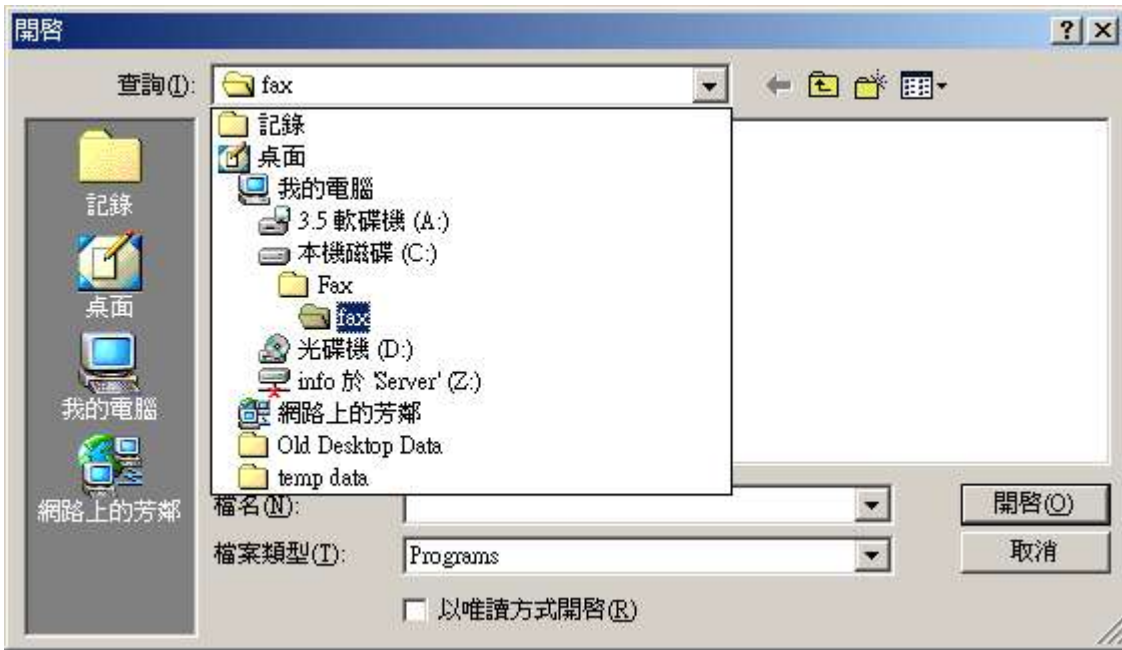 開啓
查詢(I):
fax
記錄
桌面
我的電腦
3.5 軟碟機 (A:)
本機磁碟 (C:)
Fax
fax
光碟機 (D:)
info 於 'Server' (Z:)
網路上的芳鄰
Old Desktop Data
temp data
記錄
桌面
我的電腦
網路上的芳鄰
檔名(N):
開啓(O)
檔案類型(T):
Programs
取消
以唯讀方式開啓(R)